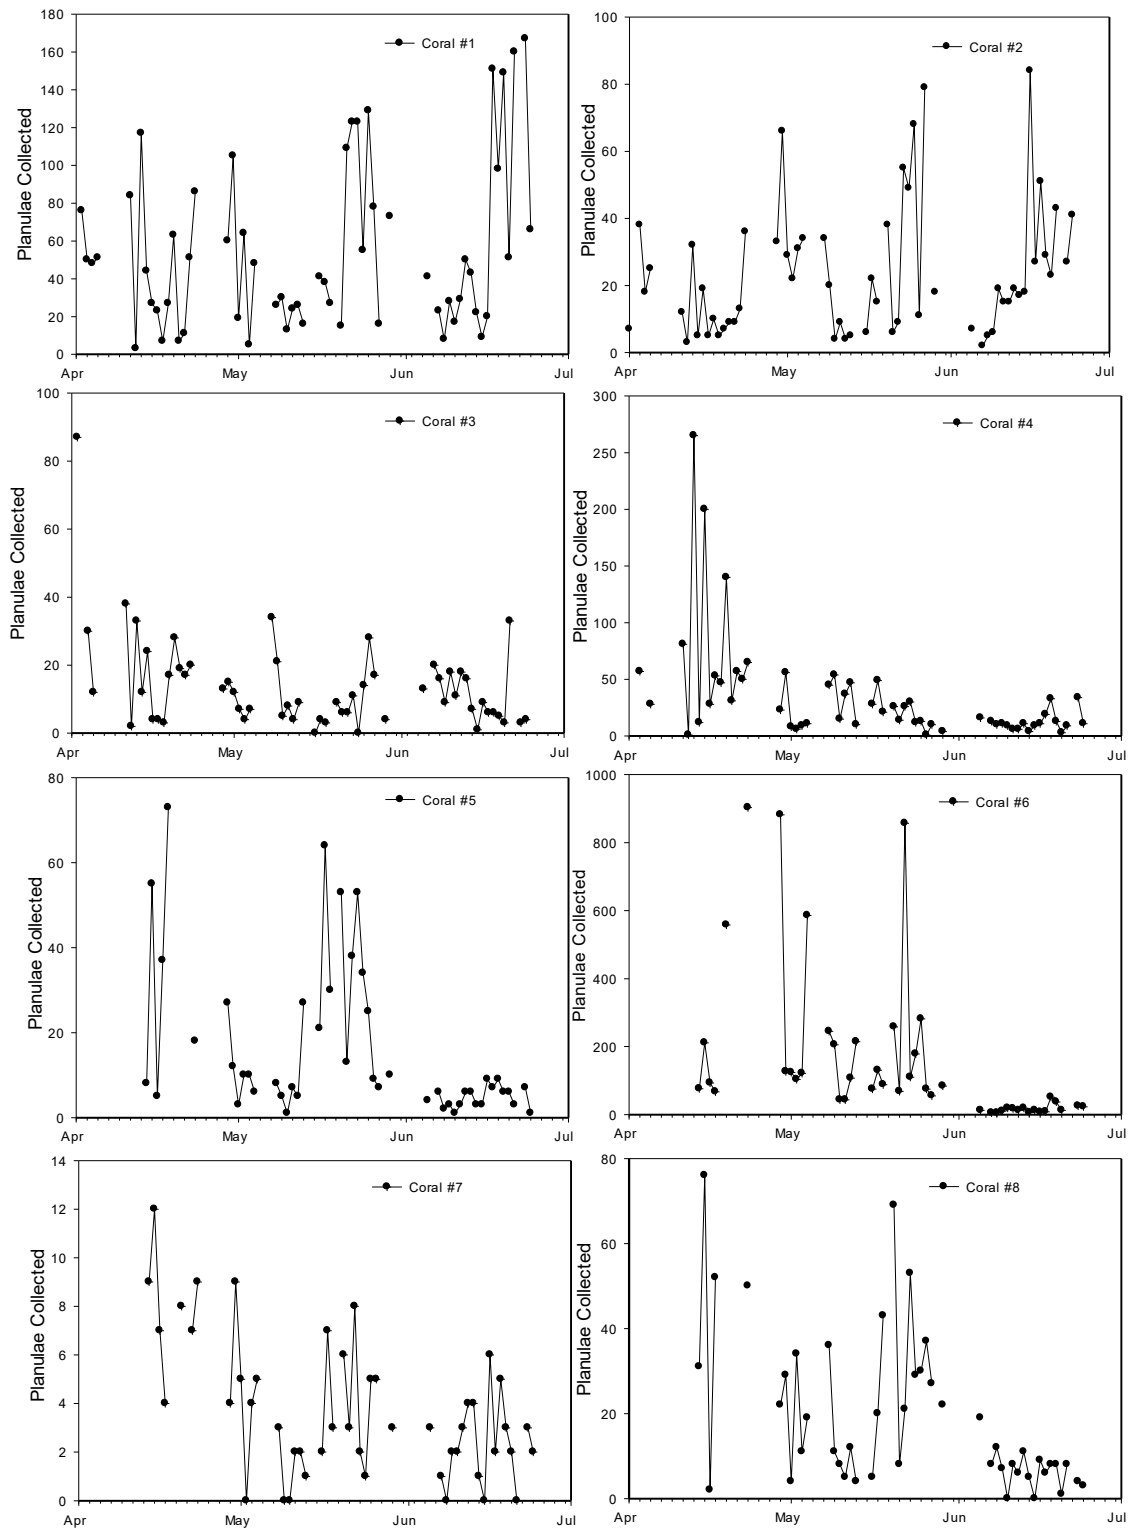 Planulae Collected
180
160
140
120
100
80
60
40
20
0
Coral #1
Apr May Jun Jul
Planulae Collected
100
80
60
40
20
0
Coral #2
Apr May Jun Jul
Planulae Collected
100
80
60
40
20
0
Coral #3
Apr May Jun Jul
Planulae Collected
300
250
200
150
100
50
0
Coral #4
Apr May Jun Jul
Planulae Collected
80
60
40
20
0
Coral #5
Apr May Jun Jul
Planulae Collected
1000
800
600
400
200
0
Coral #6
Apr May Jun Jul
Planulae Collected
14
12
10
8
6
4
2
0
Coral #7
Apr May Jun Jul
Planulae Collected
80
60
40
20
0
Coral #8
Apr May Jun Jul